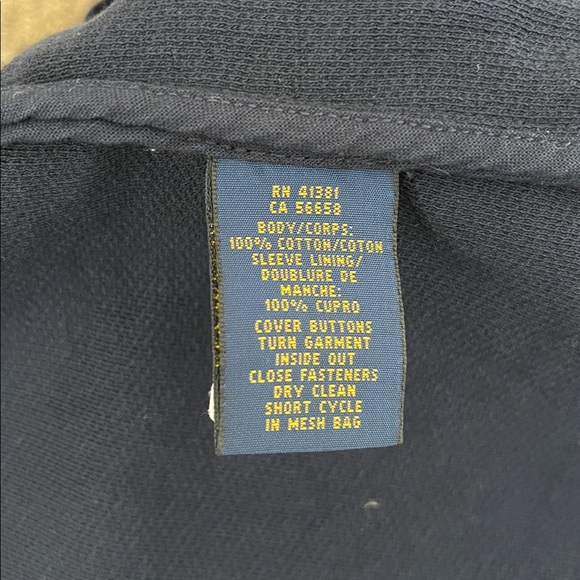 RN 41381
CA 56658
BODY/CORPS:
100% COTTON/COTON
SLEEVE LINING/
DOUBLURE DE
MANCHE:
100% CUPRO
COVER BUTTONS
TURN GARMENT
INSIDE OUT
CLOSE FASTENERS
DRY CLEAN
SHORT CYCLE
IN MESH BAG